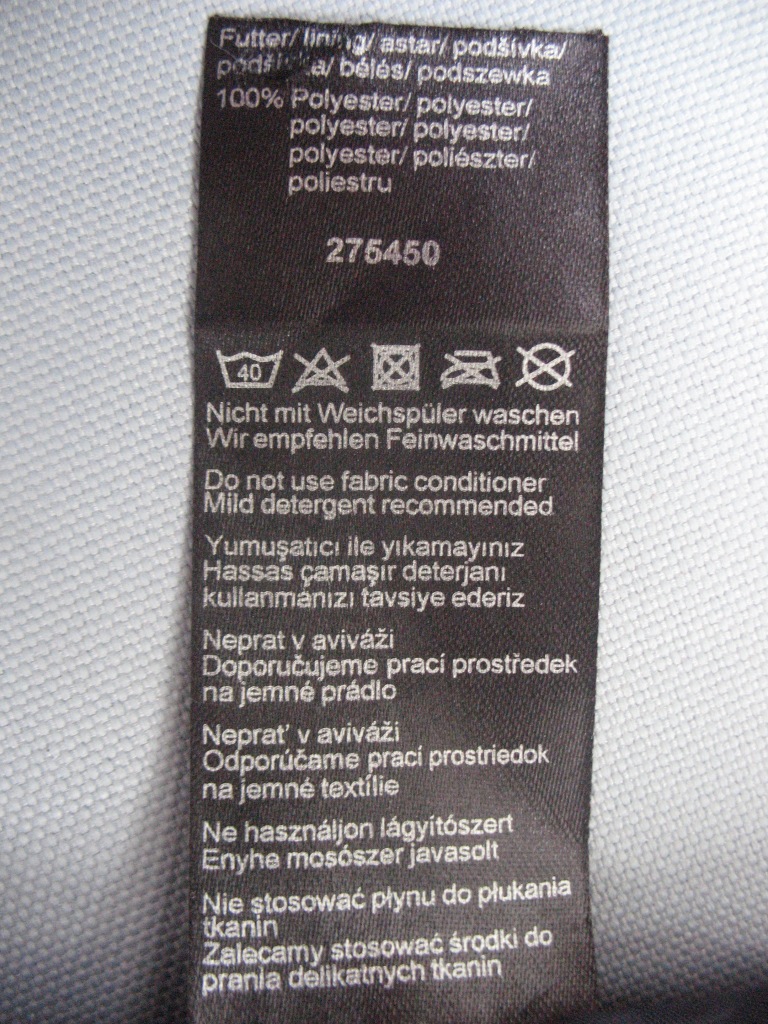 Futter/ lining/ astar/ podšívka/
podšívka/ bélés/ podszewka
100% Polyester/ polyester/
polyester/ polyester/
polyester/ poliészter/
poliestru
275450
40
Nicht mit Weichspüler waschen
Wir empfehlen Feinwaschmittel
Do not use fabric conditioner
Mild detergent recommended
Yumuşatıcı ile yıkamayınız
Hassas çamaşır deterjanı
kullanmanızı tavsiye ederiz
Neprat v aviváži
Doporučujeme prací prostředek
na jemné prádlo
Neprať v aviváži
Odporúčame prací prostriedok
na jemné textílie
Ne használjon lágyítószert
Enyhe mosószer javasolt
Nie stosować płynu do płukania
tkanin
Zalecamy stosować środki do
prania delikatnych tkanin